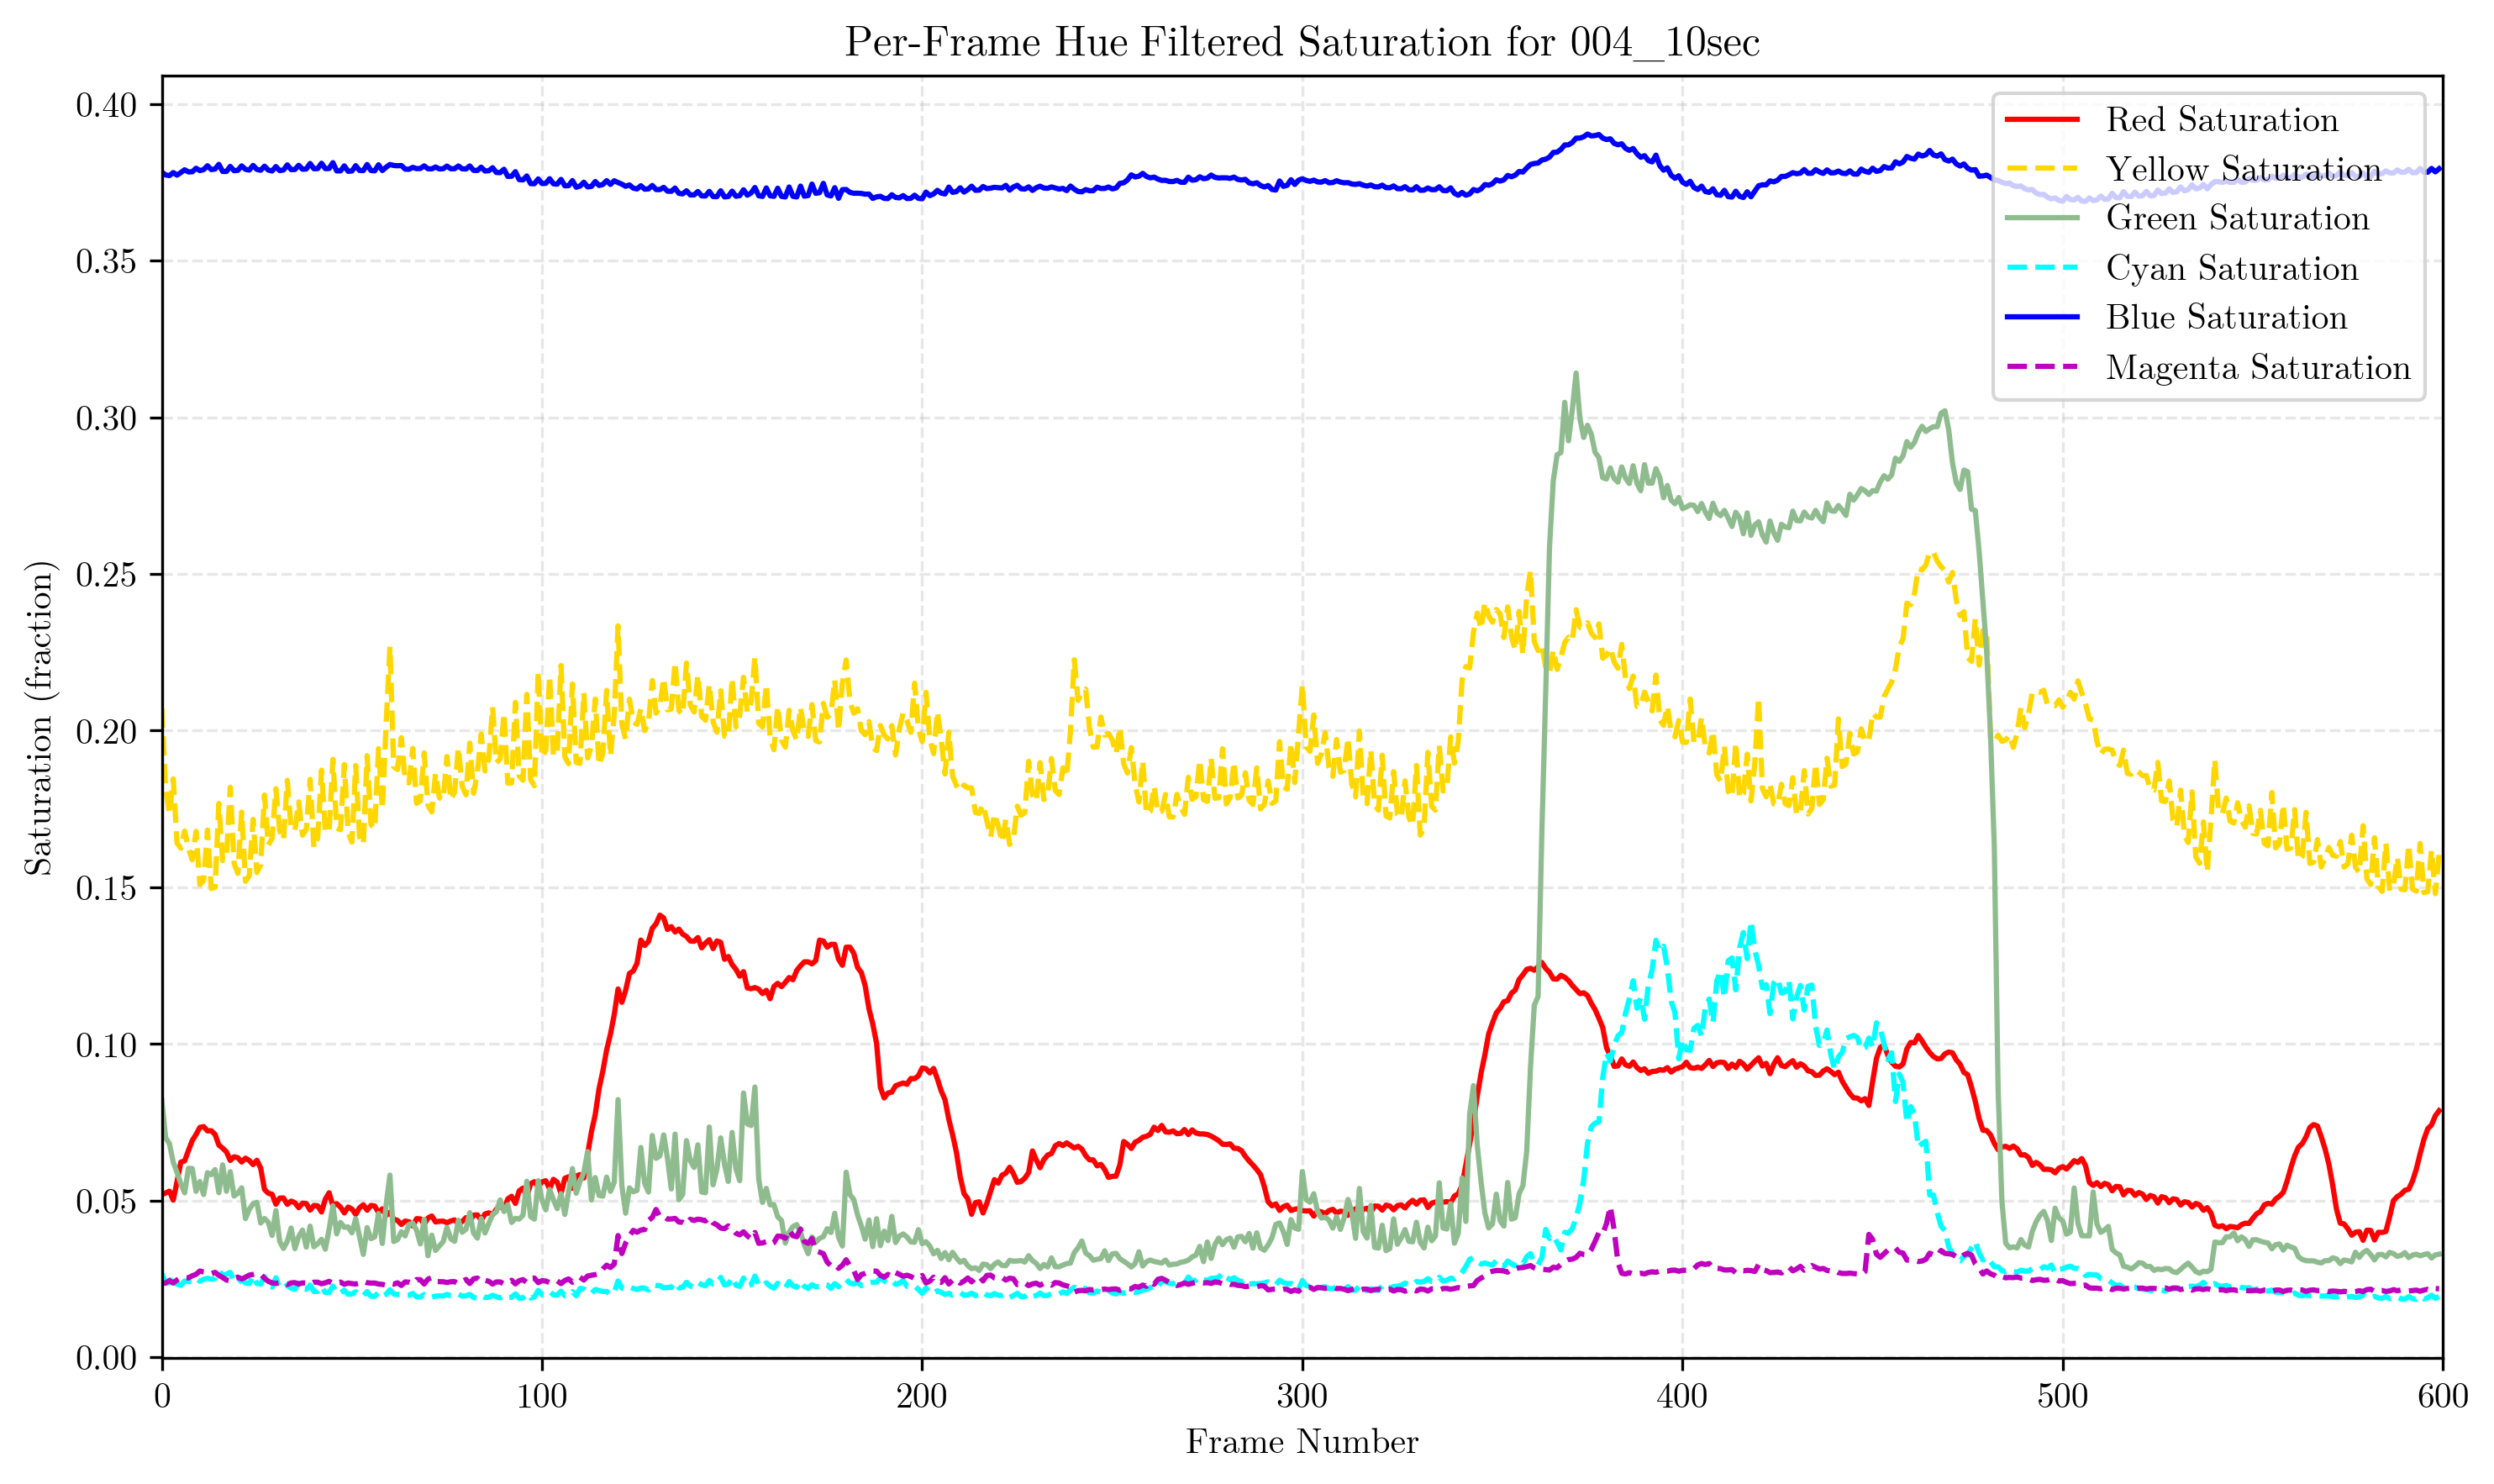 Per-Frame Hue Filtered Saturation for 004_10sec
0.40
0.35
0.30
0.25
0.20
0.15
0.10
0.05
0.00
Saturation (fraction)
Red Saturation
Yellow Saturation
Green Saturation
Cyan Saturation
Blue Saturation
Magenta Saturation
0 100 200 300 400 500 600
Frame Number